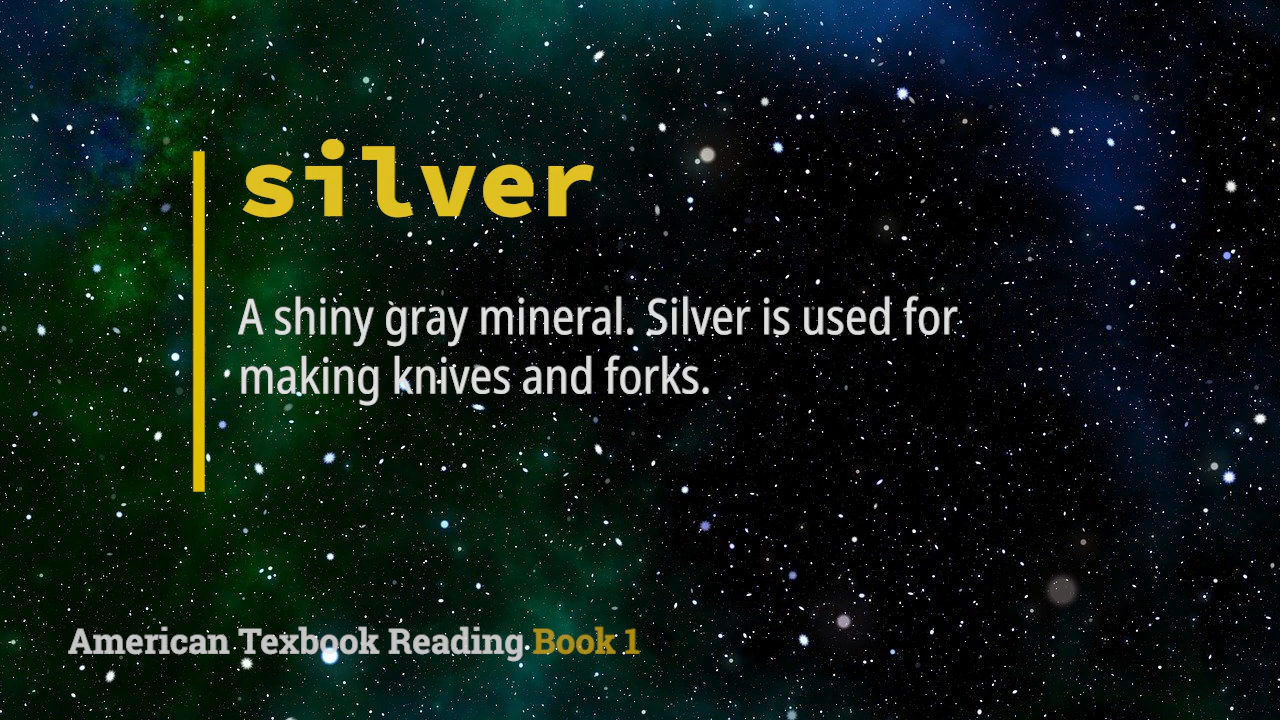 silver
A shiny gray mineral. Silver is used for
making knives and forks.
American Texbook Reading Book 1